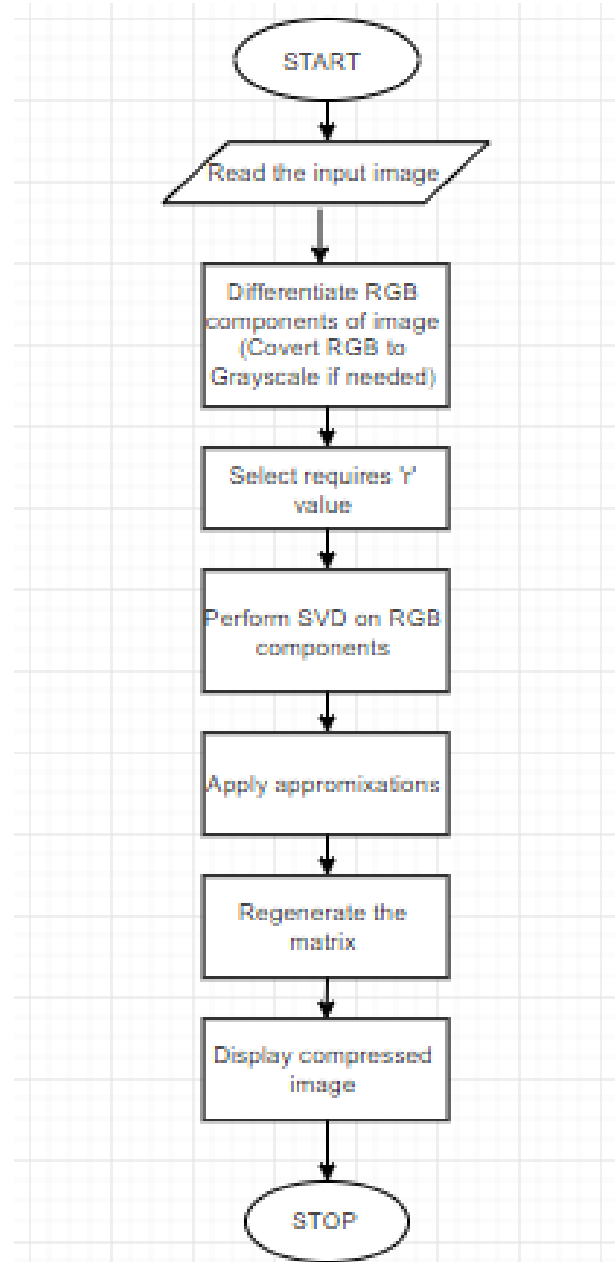 START
Read the input image
Differentiate RGB
components of image
(Covert RGB to
Grayscale if needed)
Select requires 'r'
value
Perform SVD on RGB
components
Apply appromixations
Regenerate the
matrix
Display compressed
image
STOP